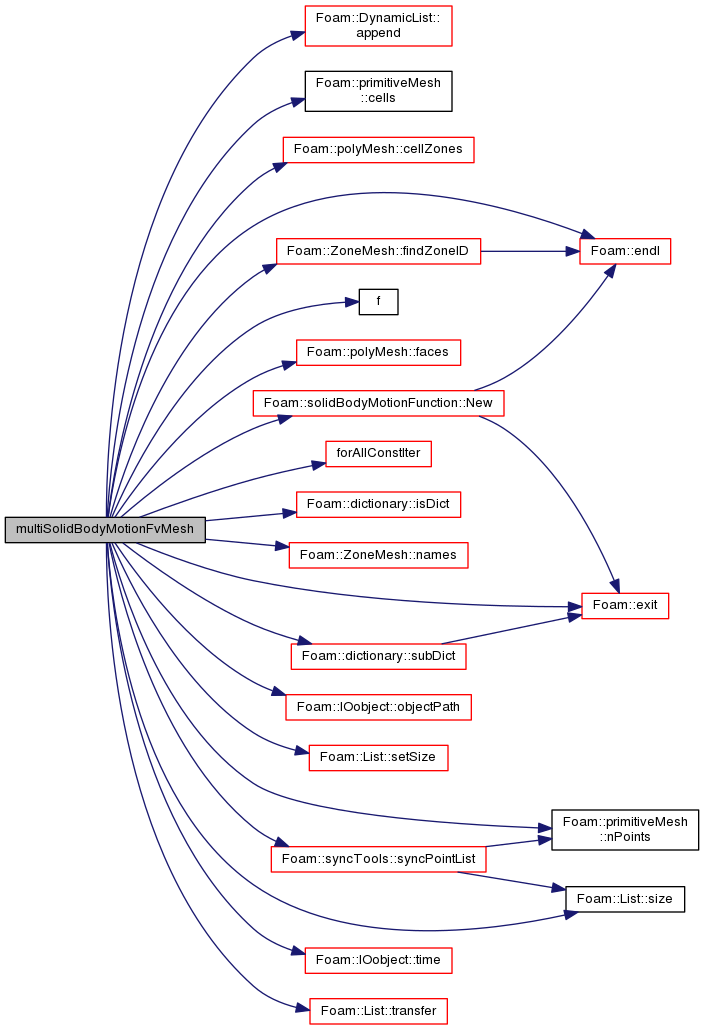 Foam::DynamicList::
append
Foam::primitiveMesh
::cells
Foam::polyMesh::cellZones
Foam::ZoneMesh::findZoneID
Foam::endl
f
Foam::polyMesh::faces
Foam::solidBodyMotionFunction::New
forAllConstIter
Foam::dictionary::isDict
multiSolidBodyMotionFvMesh
Foam::ZoneMesh::names
Foam::exit
Foam::dictionary::subDict
Foam::IOobject::objectPath
Foam::List::setSize
Foam::primitiveMesh
::nPoints
Foam::syncTools::syncPointList
Foam::List::size
Foam::IOobject::time
Foam::List::transfer